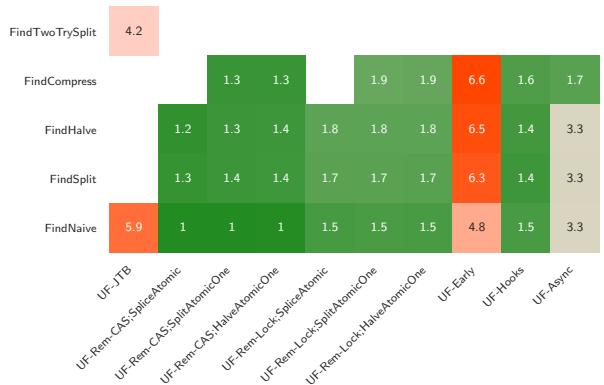 FindTwoTrySplit 4.2
FindCompress 1.3 1.3 1.9 1.9 6.6 1.6 1.7
FindHalve 1.2 1.3 1.4 1.8 1.8 1.8 6.5 1.4 3.3
FindSplit 1.3 1.4 1.4 1.7 1.7 1.7 6.3 1.4 3.3
FindNaive 5.9 1 1 1 1.5 1.5 1.5 4.8 1.5 3.3
UF-JTB
UF-Rem-CAS;SpliceAtomic
UF-Rem-CAS;SplitAtomicOne
UF-Rem-CAS;HalveAtomicOne
UF-Rem-Lock;SpliceAtomic
UF-Rem-Lock;SplitAtomicOne
UF-Rem-Lock;HalveAtomicOne
UF-Early
UF-Hooks
UF-Async